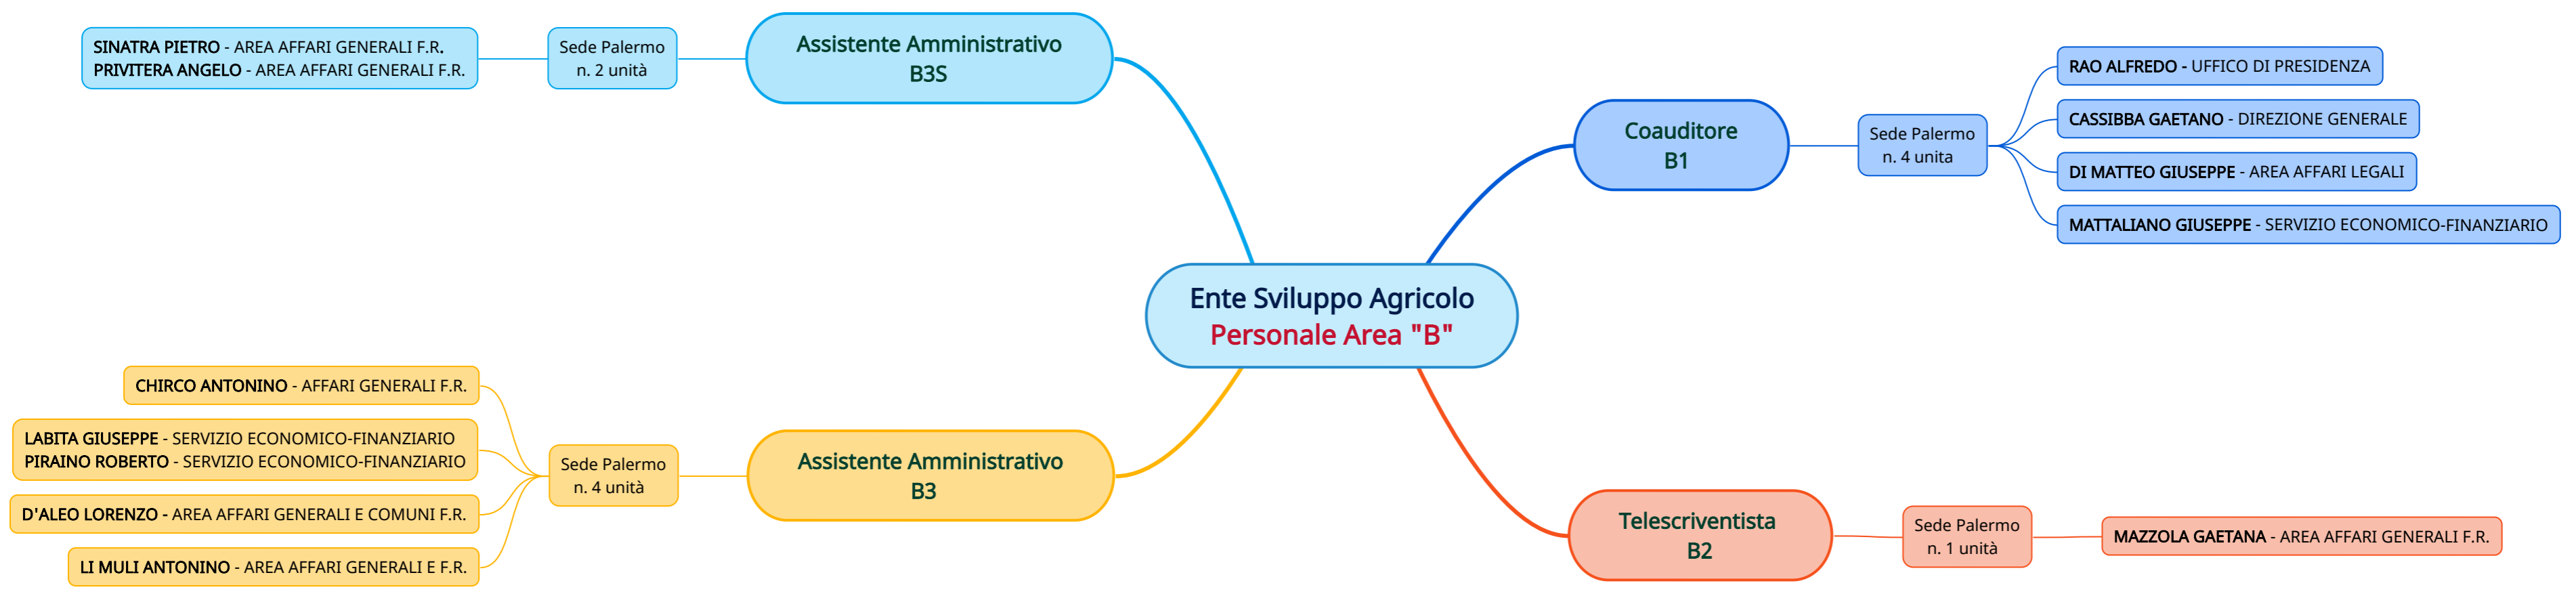 Ente Sviluppo Agricolo
Personale Area "B"
Assistente Amministrativo
B3S
Sede Palermo
n. 2 unità
SINATRA PIETRO - AREA AFFARI GENERALI F.R.
PRIVITERA ANGELO - AREA AFFARI GENERALI F.R.
Coauditore
B1
Sede Palermo
n. 4 unita
RAO ALFREDO - UFFICO DI PRESIDENZA
CASSIBBA GAETANO - DIREZIONE GENERALE
DI MATTEO GIUSEPPE - AREA AFFARI LEGALI
MATTALIANO GIUSEPPE - SERVIZIO ECONOMICO-FINANZIARIO
Assistente Amministrativo
B3
Sede Palermo
n. 4 unità
CHIRCO ANTONINO - AFFARI GENERALI F.R.
LABITA GIUSEPPE - SERVIZIO ECONOMICO-FINANZIARIO
PIRAINO ROBERTO - SERVIZIO ECONOMICO-FINANZIARIO
D'ALEO LORENZO - AREA AFFARI GENERALI E COMUNI F.R.
LI MULI ANTONINO - AREA AFFARI GENERALI E F.R.
Telescriventista
B2
Sede Palermo
n. 1 unità
MAZZOLA GAETANA - AREA AFFARI GENERALI F.R.